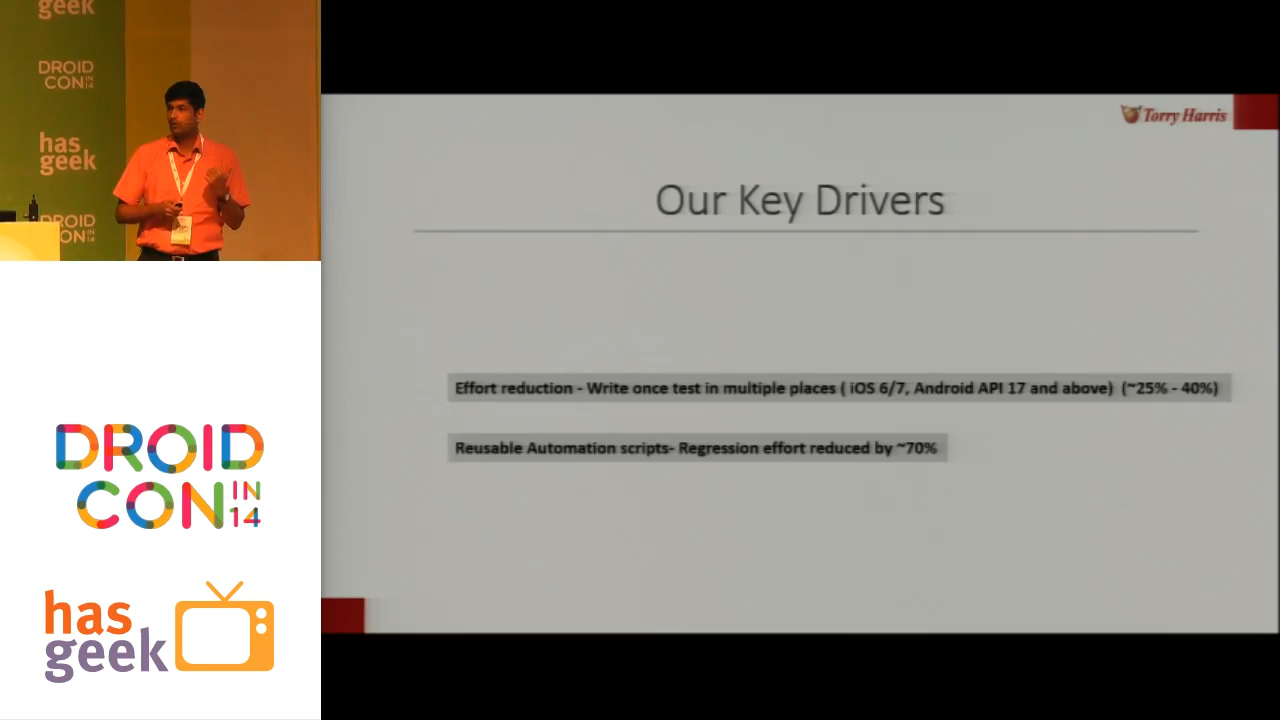 geek
DROID
CON IN 14
has
geek
DROID
CON IN 14
DROID
CON IN 14
has
geek
Torry Harris
Our Key Drivers
Effort reduction - Write once test in multiple places ( iOS 6/7, Android API 17 and above) (~25% - 40%)
Reusable Automation scripts- Regression effort reduced by ~70%